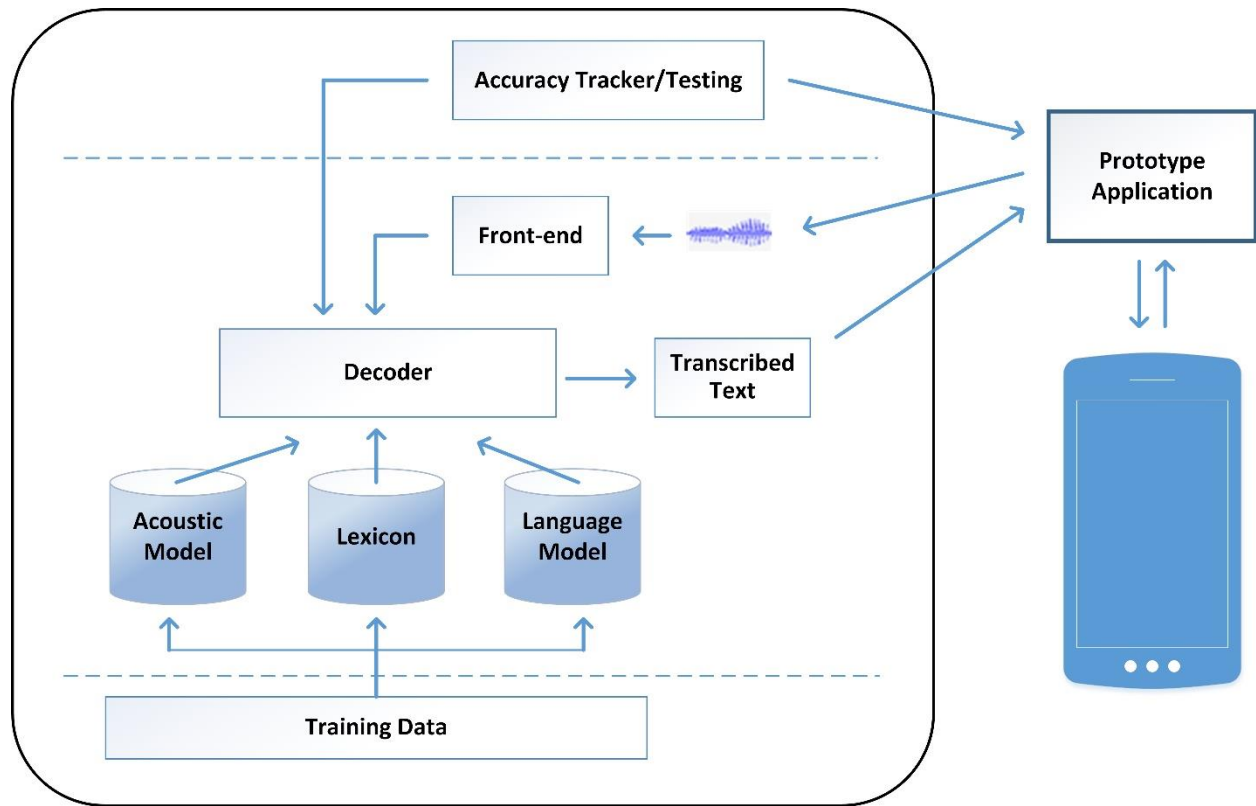 Accuracy Tracker/Testing
Prototype
Application
Front-end
Decoder
Transcribed
Text
Acoustic
Model
Lexicon
Language
Model
Training Data